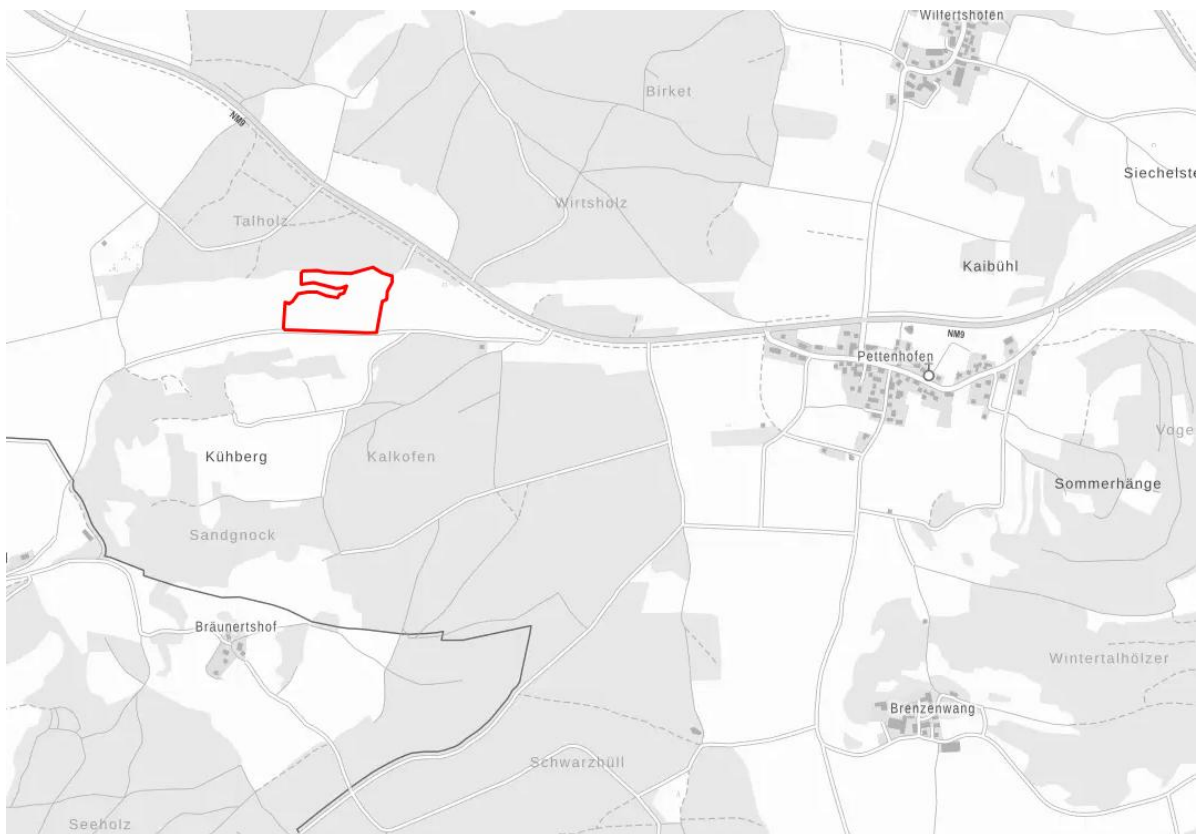 Wilfertshofen
Birket
NM9
Siechelste
Wirtsholz
Talholz
Kaibühl
NM9
Pettenhofen
Voge
Kühberg
Kalkofen
Sommerhänge
Sandgnock
Bräunertshof
Wintertalhölzer
Brenzenwang
Schwarzhüll
Seeholz